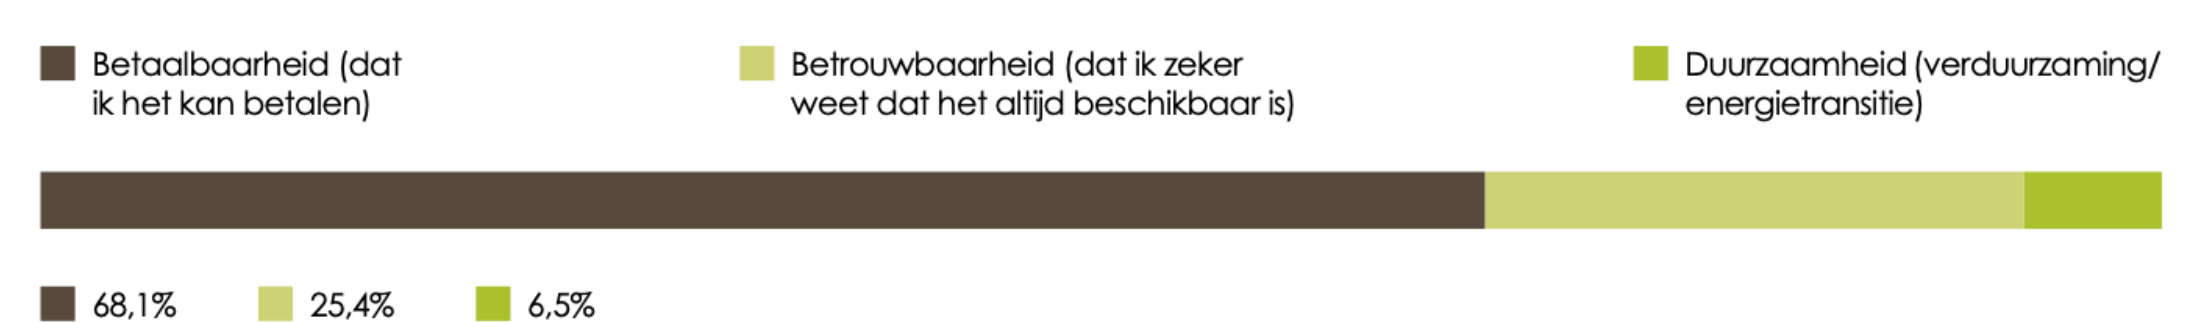 Betaalbaarheid (dat
ik het kan betalen)
Betrouwbaarheid (dat ik zeker
weet dat het altijd beschikbaar is)
Duurzaamheid (verduurzaming/
energietransitie)
68,1% 25,4% 6,5%